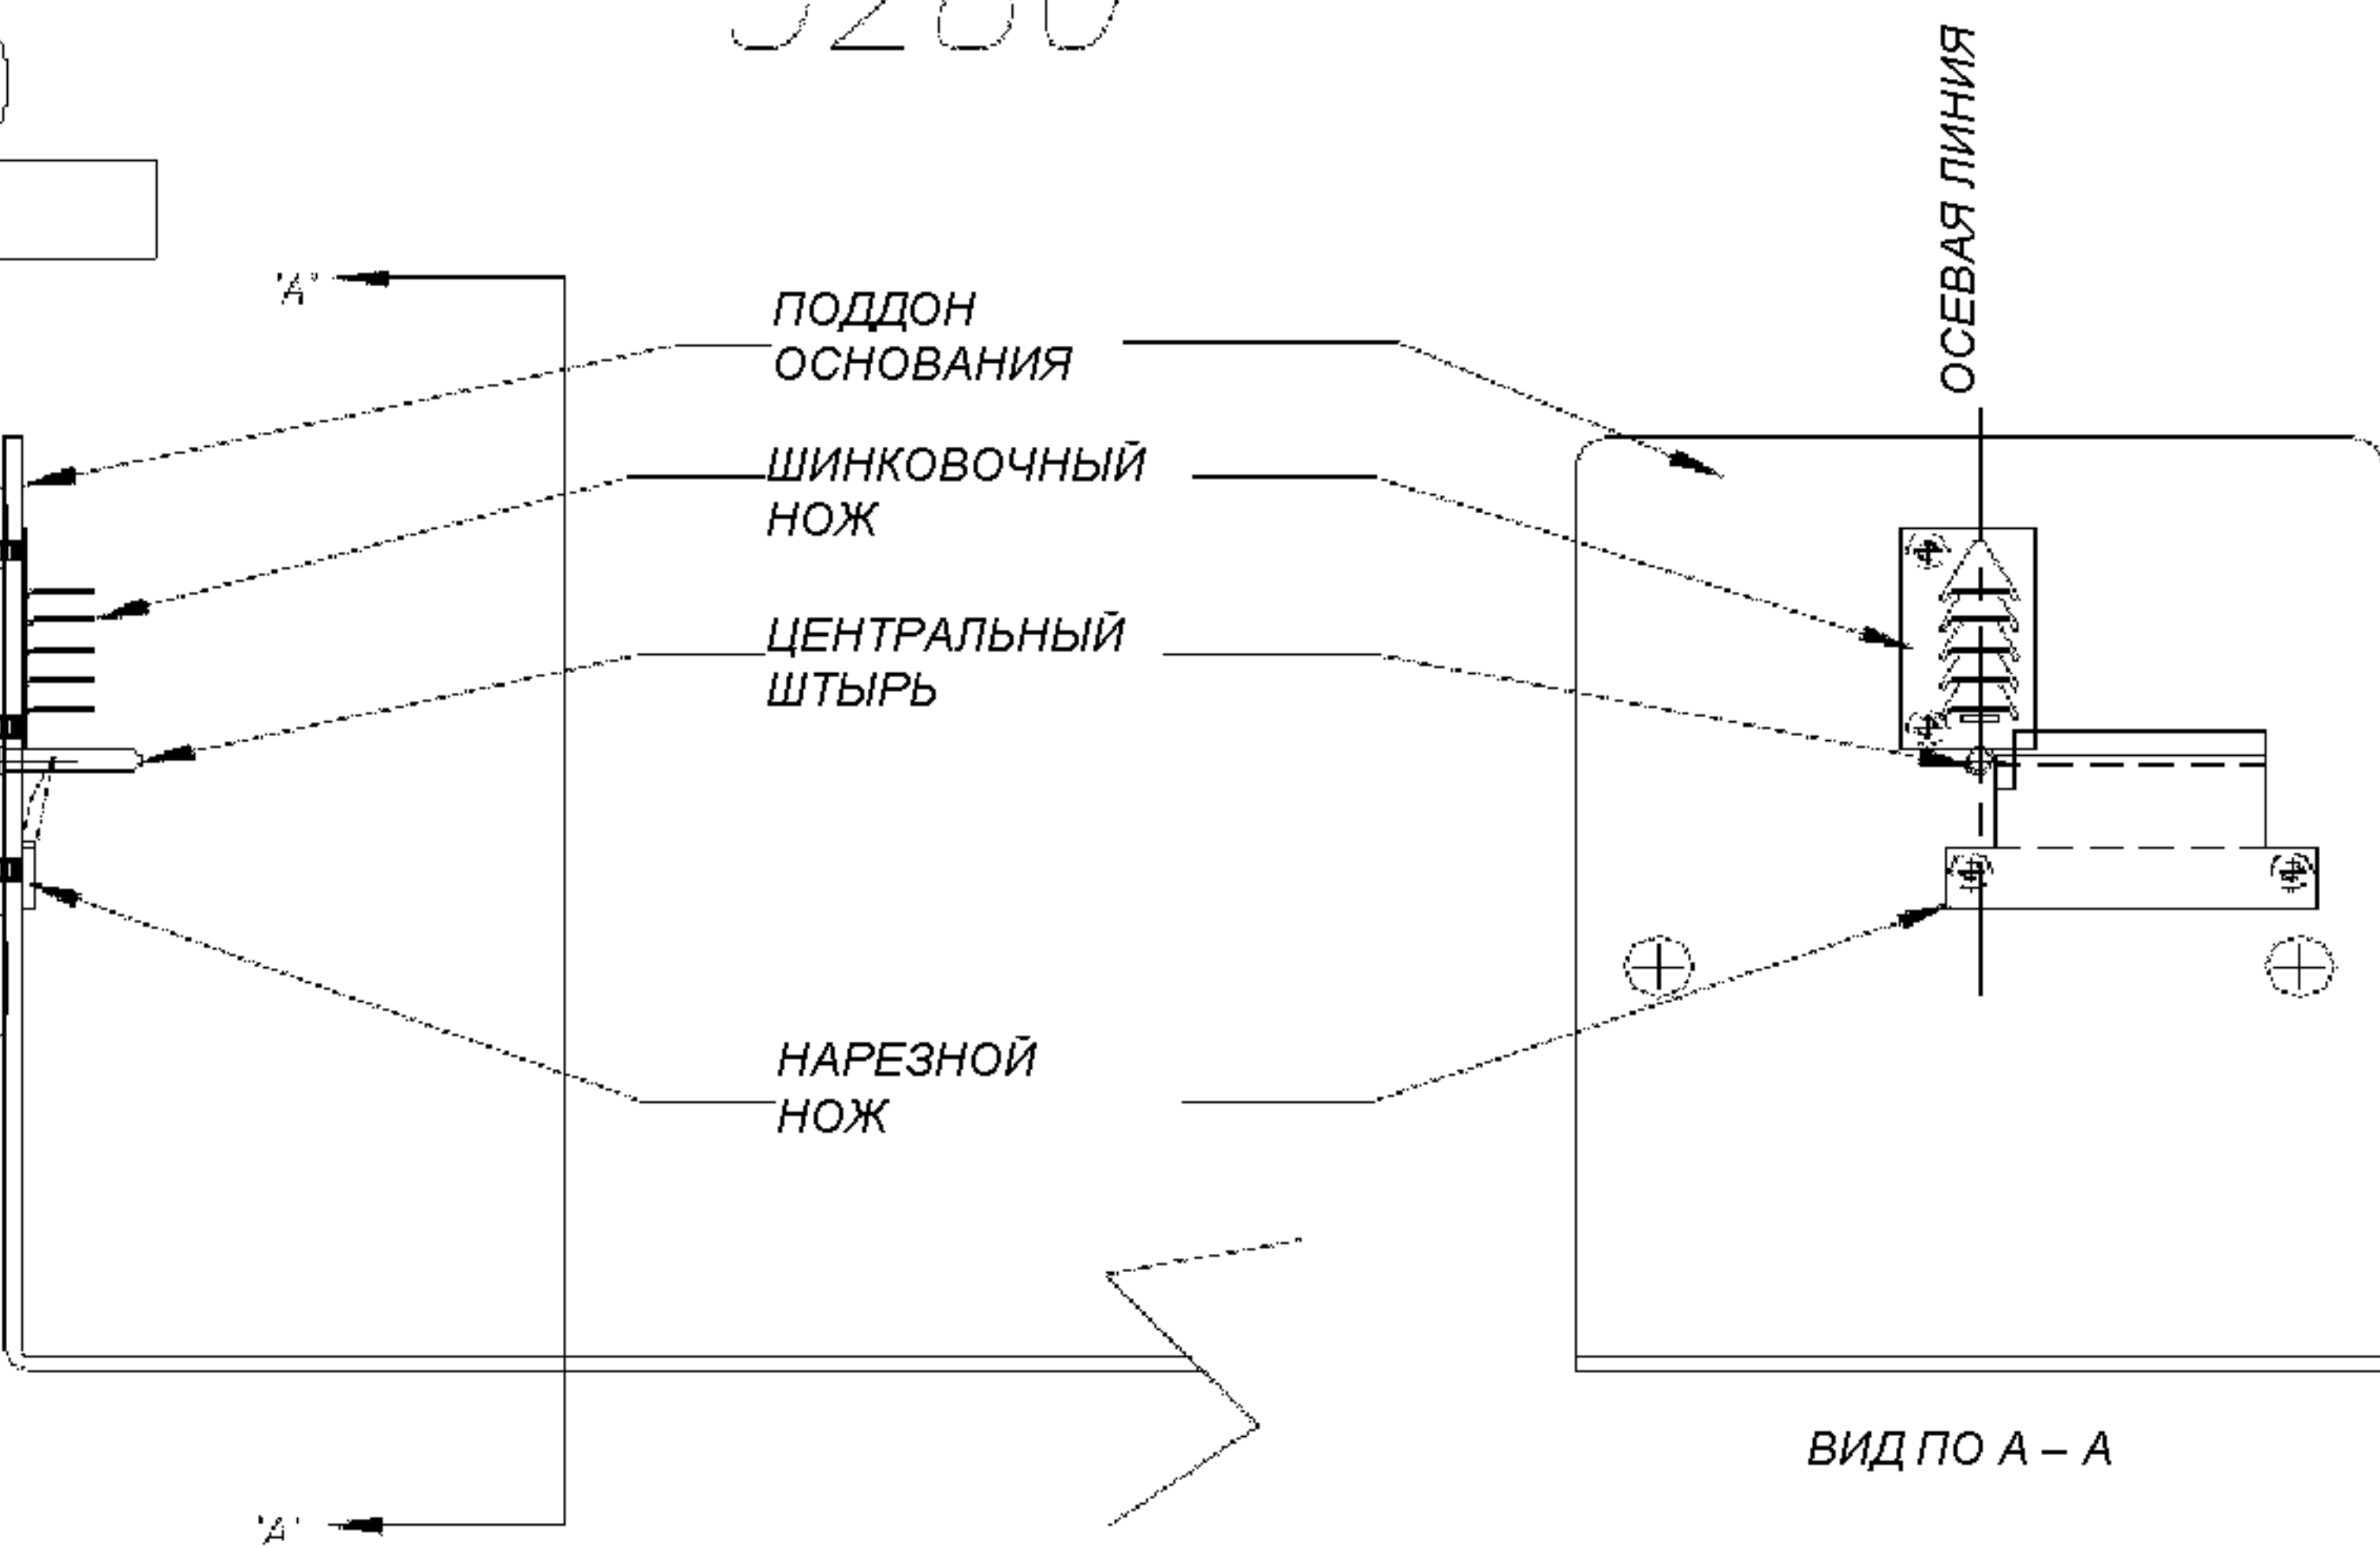 ОСЕВАЯ ЛИНИЯ
'А'
ПОДДОН
ОСНОВАНИЯ
ШИНКОВОЧНЫЙ
НОЖ
ЦЕНТРАЛЬНЫЙ
ШТЫРЬ
НАРЕЗНОЙ
НОЖ
ВИД ПО А – А
'А'